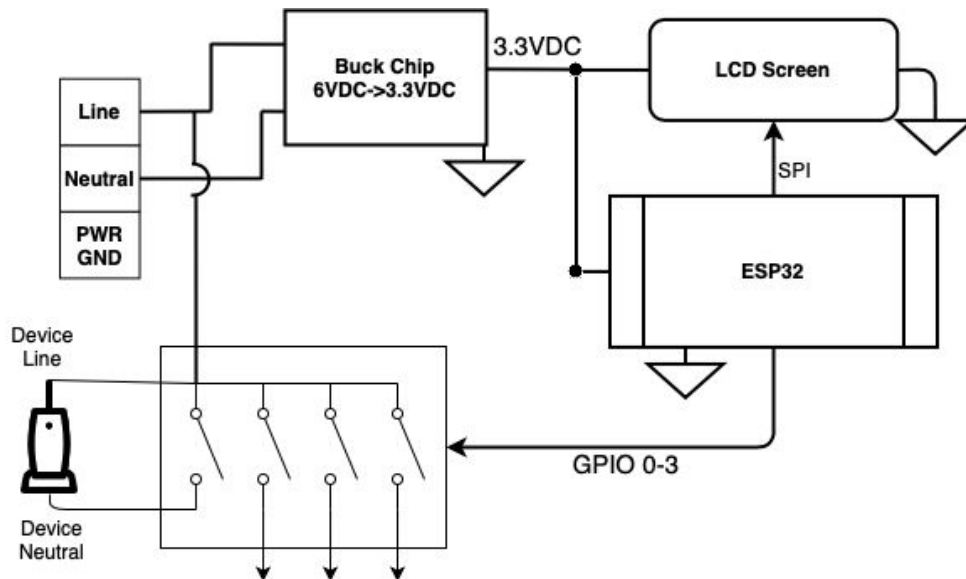 Line
Neutral
PWR
GND
Buck Chip
6VDC->3.3VDC
3.3VDC
LCD Screen
SPI
ESP32
GPIO 0-3
Device
Line
Device
Neutral